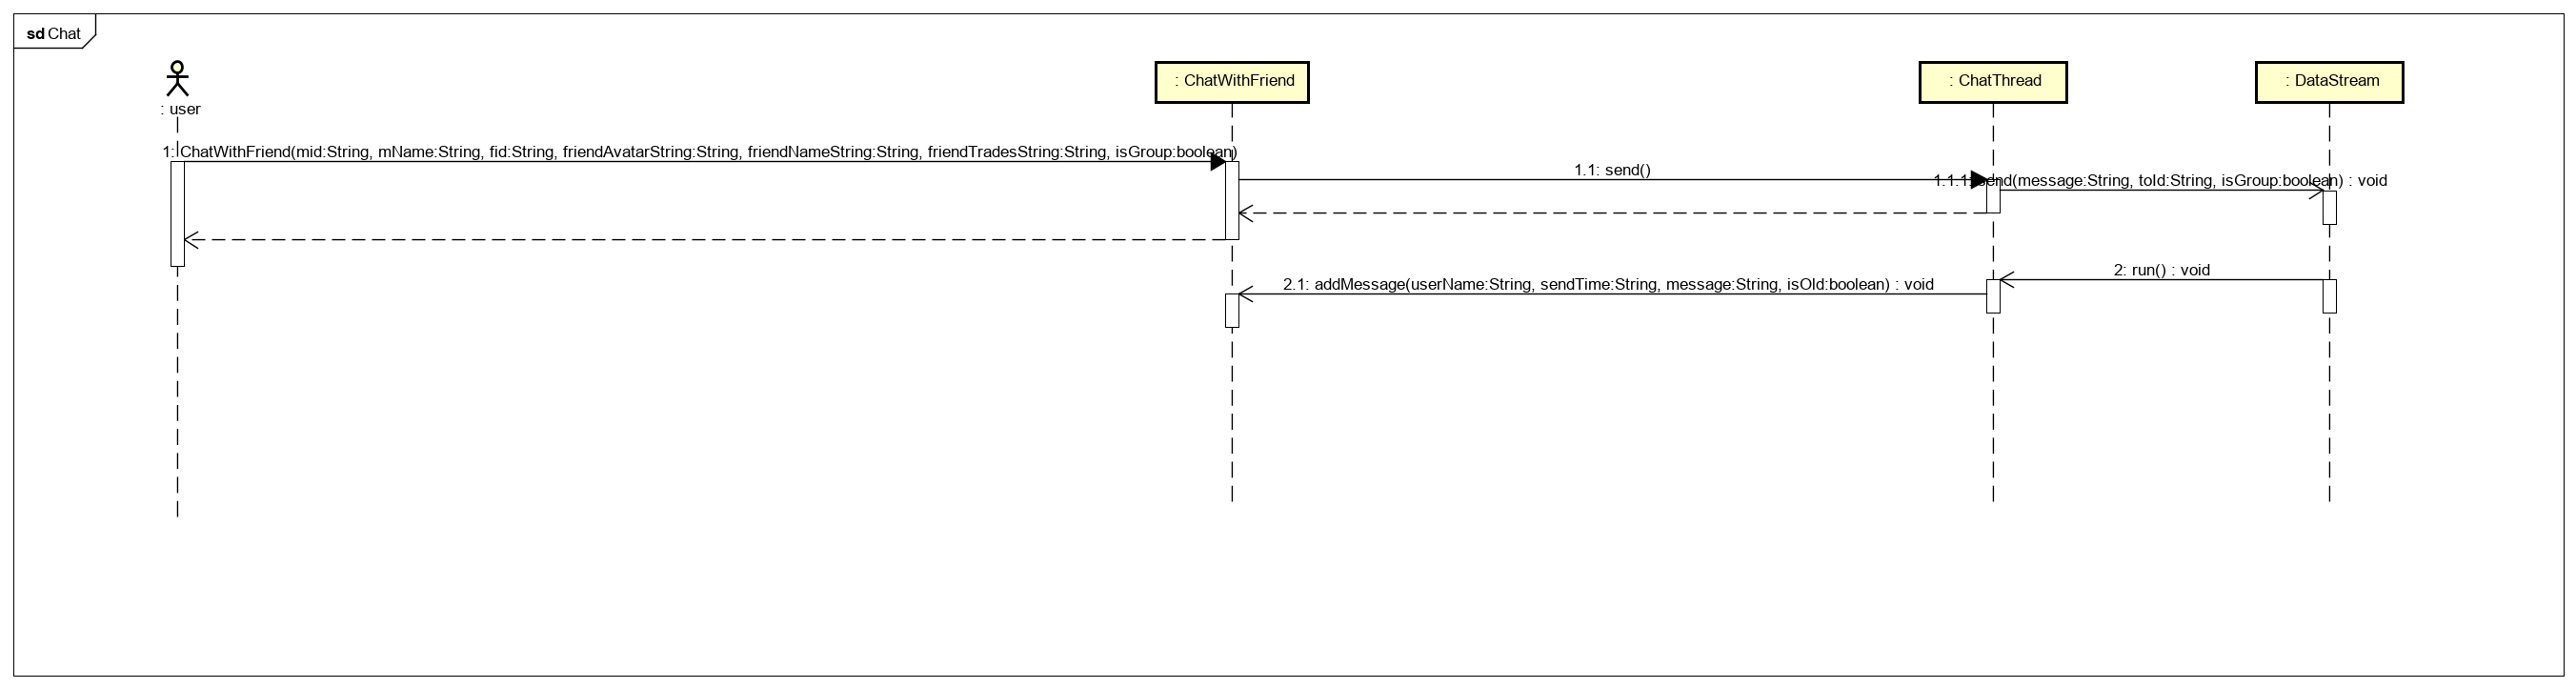 sd Chat
: user
: ChatWithFriend
: ChatThread
: DataStream
1: ChatWithFriend(mid:String, mName:String, fid:String, friendAvatarString:String, friendNameString:String, friendTradesString:String, isGroup:boolean)
1.1: send()
1.1.1: send(message:String, toId:String, isGroup:boolean) : void
2: run() : void
2.1: addMessage(userName:String, sendTime:String, message:String, isOld:boolean) : void